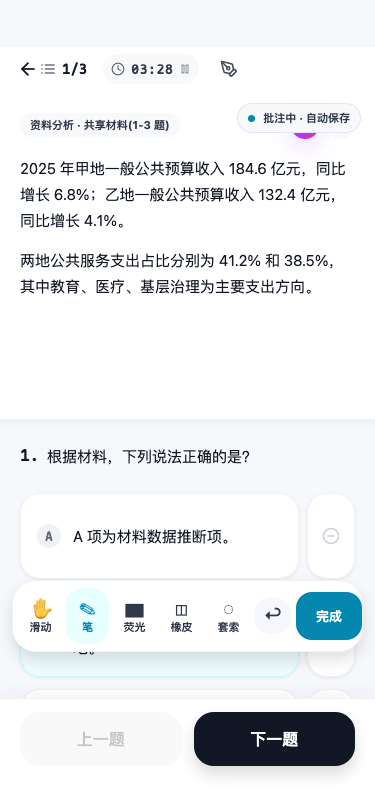 1/3
03:28
资料分析 · 共享材料(1-3 题)
批注中 · 自动保存
2025 年甲地一般公共预算收入 184.6 亿元，同比
增长 6.8%；乙地一般公共预算收入 132.4 亿元，
同比增长 4.1%。
两地公共服务支出占比分别为 41.2% 和 38.5%，
其中教育、医疗、基层治理为主要支出方向。
1. 根据材料，下列说法正确的是?
A A 项为材料数据推断项。
滑动
笔
荧光
橡皮
套索
完成
上一题
下一题